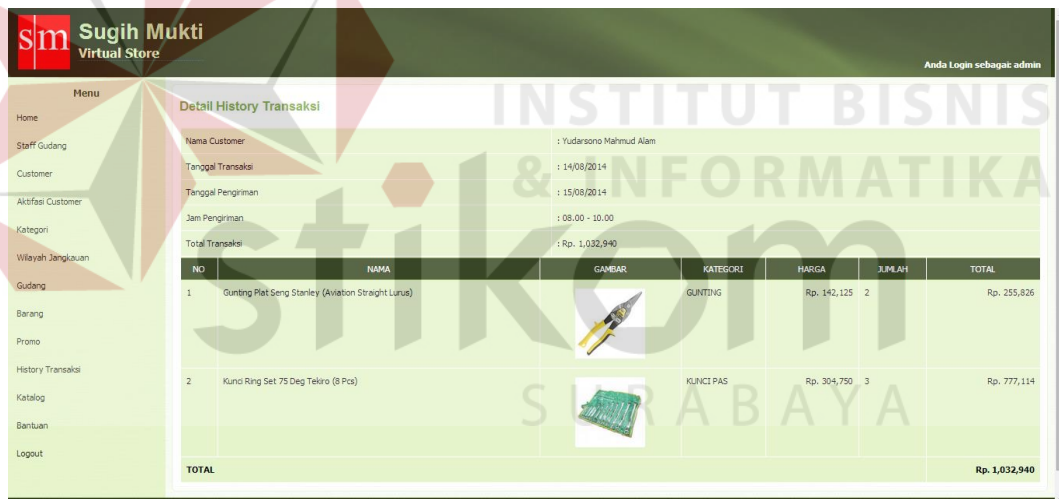 sm Sugih Mukti
Virtual Store
Anda Login sebagai: admin
Menu
Home
Staff Gudang
Customer
Aktifasi Customer
Kategori
Wilayah Jangkauan
Gudang
Barang
Promo
History Transaksi
Katalog
Bantuan
Logout
Detail History Transaksi
Nama Customer : Yudarsono Mahmud Alam
Tanggal Transaksi : 14/08/2014
Tanggal Pengiriman : 15/08/2014
Jam Pengiriman : 08.00 - 10.00
Total Transaksi : Rp. 1,032,940
NO NAMA GAMBAR KATEGORI HARGA JUMLAH TOTAL
1 Gunting Plat Seng Stanley (Aviation Straight Lurus) GUNTING Rp. 142,125 2 Rp. 255,826
2 Kunci Ring Set 75 Deg Tekiro (8 Pcs) KUNCI PAS Rp. 304,750 3 Rp. 777,114
TOTAL Rp. 1,032,940
INSTITUT BISNIS
& INFORMATIKA
stikom
SURABAYA